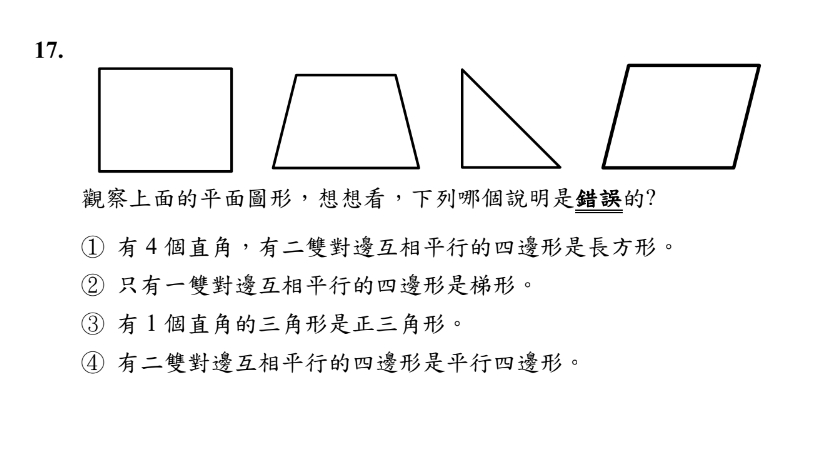 17.
觀察上面的平面圖形，想想看，下列哪個說明是錯誤的?
① 有 4 個直角，有二雙對邊互相平行的四邊形是長方形。
② 只有一雙對邊互相平行的四邊形是梯形。
③ 有 1 個直角的三角形是正三角形。
④ 有二雙對邊互相平行的四邊形是平行四邊形。